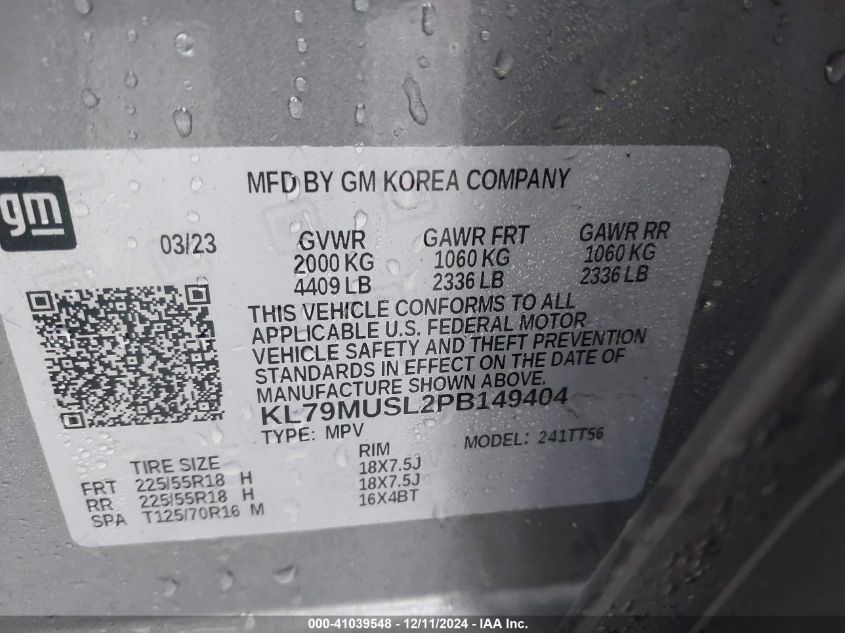 MFD BY GM KOREA COMPANY
gm
03/23 GVWR GAWR FRT GAWR RR
2000 KG 1060 KG 1060 KG
4409 LB 2336 LB 2336 LB
THIS VEHICLE CONFORMS TO ALL
APPLICABLE U.S. FEDERAL MOTOR
VEHICLE SAFETY AND THEFT PREVENTION
STANDARDS IN EFFECT ON THE DATE OF
MANUFACTURE SHOWN ABOVE.
KL79MUSL2PB149404
TYPE: MPV MODEL: 241TT56
TIRE SIZE RIM
FRT 225/55R18 H 18X7.5J
RR 225/55R18 H 18X7.5J
SPA T125/70R16 M 16X4BT
000-41039548 - 12/11/2024 - IAA Inc.